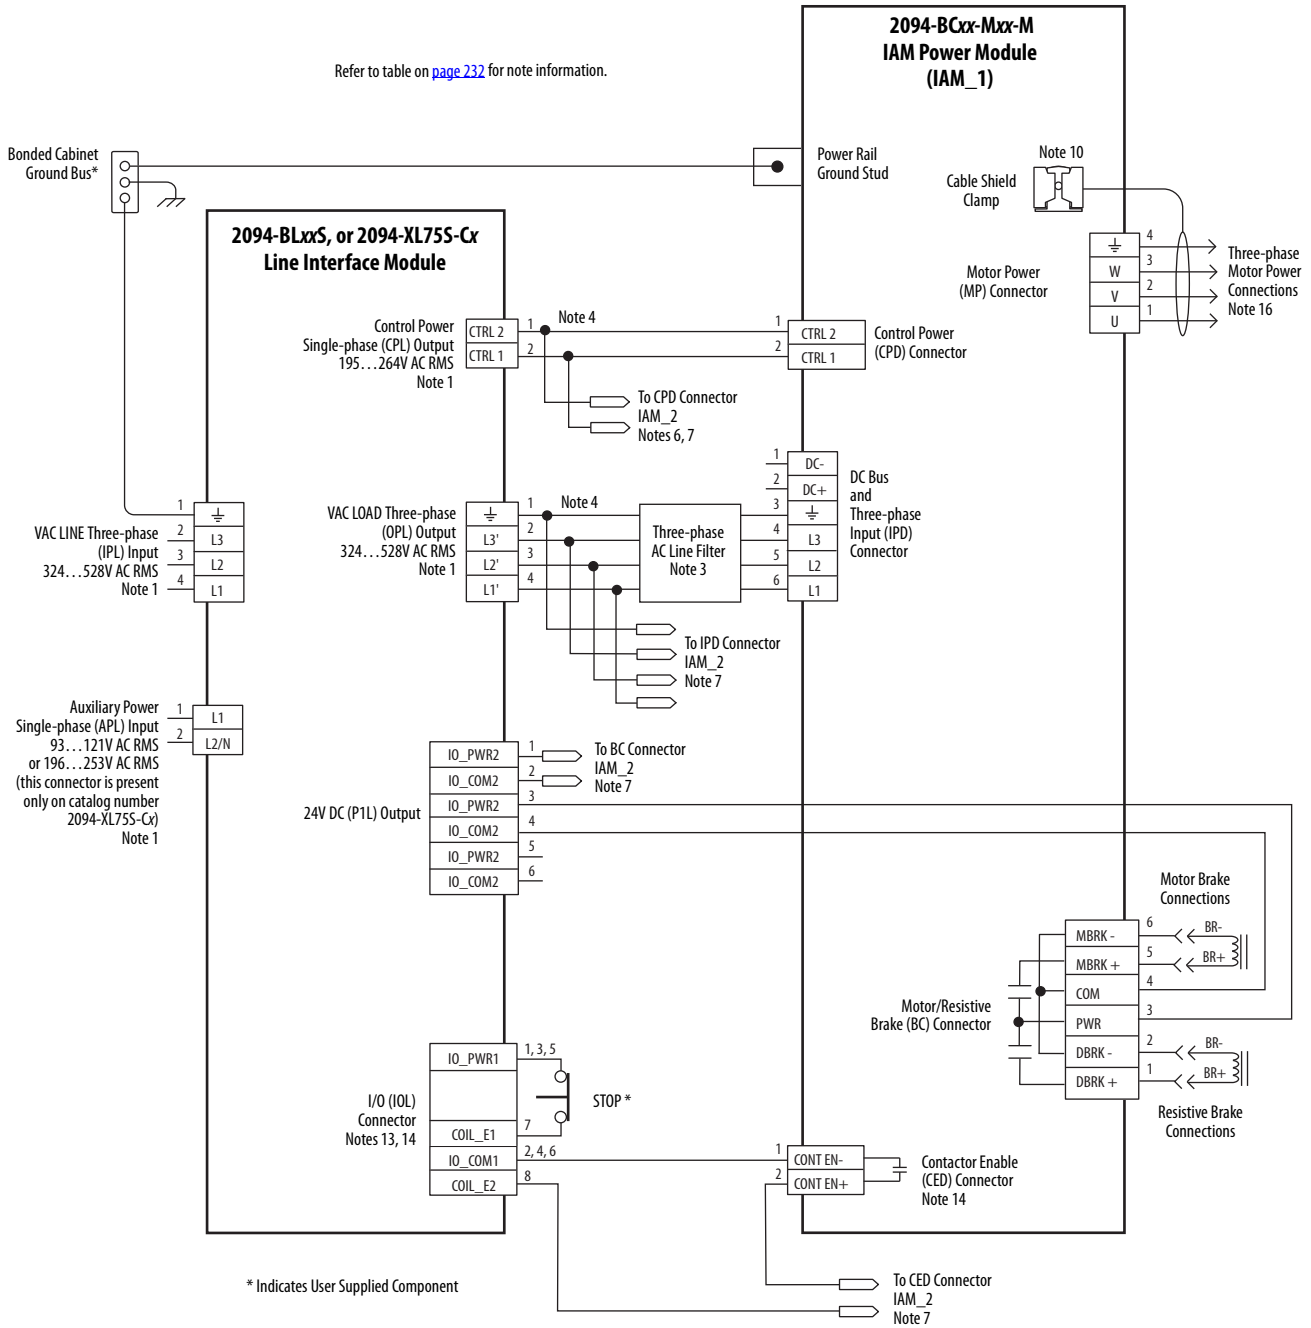 2094-BCxx-Mxx-M
IAM Power Module
(IAM_1)
Refer to table on page 232 for note information.
Bonded Cabinet
Ground Bus*
Power Rail
Ground Stud
Note 10
Cable Shield
Clamp
2094-BLxxS, or 2094-XL75S-Cx
Line Interface Module
Motor Power
(MP) Connector
4
W
3
V
2
U
1
Three-phase
Motor Power
Connections
Note 16
Control Power
Single-phase (CPL) Output
195…264V AC RMS
Note 1
CTRL 2
1
CTRL 1
2
Note 4
1
CTRL 2
2
CTRL 1
Control Power
(CPD) Connector
To CPD Connector
IAM_2
Notes 6, 7
1
DC-
2
DC+
3
4
L3
5
L2
6
L1
DC Bus
and
Three-phase
Input (IPD)
Connector
VAC LINE Three-phase
(IPL) Input
324…528V AC RMS
Note 1
1
2
L3
3
L2
4
L1
VAC LOAD Three-phase
(OPL) Output
324…528V AC RMS
Note 1
1
L3'
2
L2'
3
L1'
4
Note 4
Three-phase
AC Line Filter
Note 3
To IPD Connector
IAM_2
Note 7
Auxiliary Power
Single-phase (APL) Input
93…121V AC RMS
or 196…253V AC RMS
(this connector is present
only on catalog number
2094-XL75S-Cx)
Note 1
1
L1
2
L2/N
24V DC (P1L) Output
IO_PWR2
1
IO_COM2
2
IO_PWR2
3
IO_COM2
4
IO_PWR2
5
IO_COM2
6
To BC Connector
IAM_2
Note 7
Motor Brake
Connections
Motor/Resistive
Brake (BC) Connector
MBRK -
6
BR-
MBRK +
5
BR+
COM
4
PWR
3
DBRK -
2
BR-
DBRK +
1
BR+
Resistive Brake
Connections
I/O (IOL)
Connector
Notes 13, 14
IO_PWR1
1, 3, 5
COIL_E1
7
IO_COM1
2, 4, 6
COIL_E2
8
STOP *
1
CONT EN-
2
CONT EN+
Contactor Enable
(CED) Connector
Note 14
* Indicates User Supplied Component
To CED Connector
IAM_2
Note 7